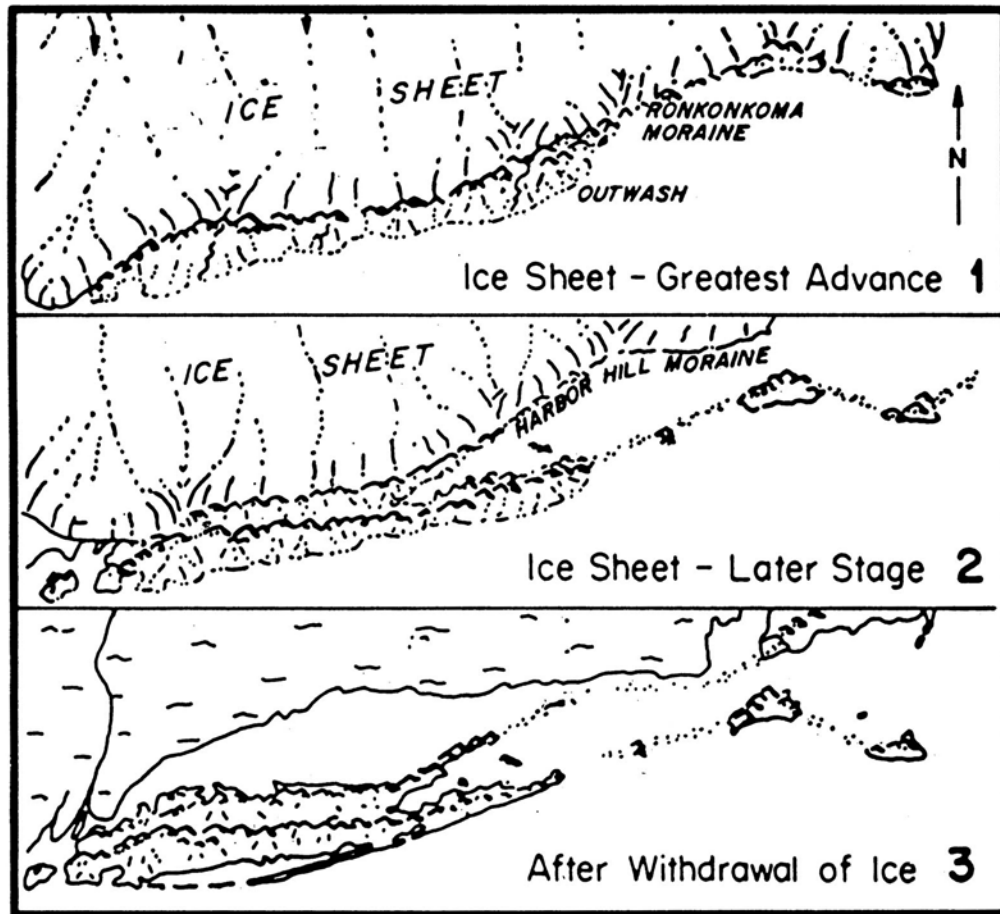 ICE SHEET
RONKONKOMA
MORAINE
OUTWASH
N
Ice Sheet - Greatest Advance 1
ICE SHEET
HARBOR HILL MORAINE
Ice Sheet - Later Stage 2
After Withdrawal of Ice 3